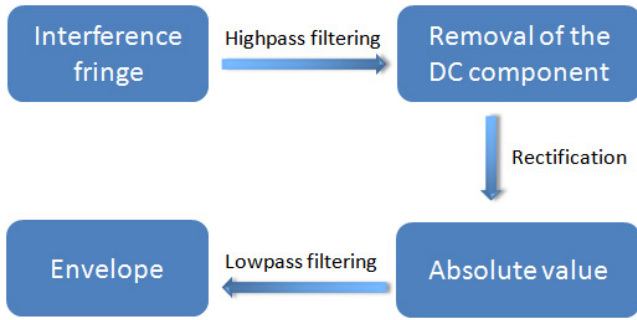 Interference
fringe
Highpass filtering
Removal of the
DC component
Rectification
Absolute value
Lowpass filtering
Envelope